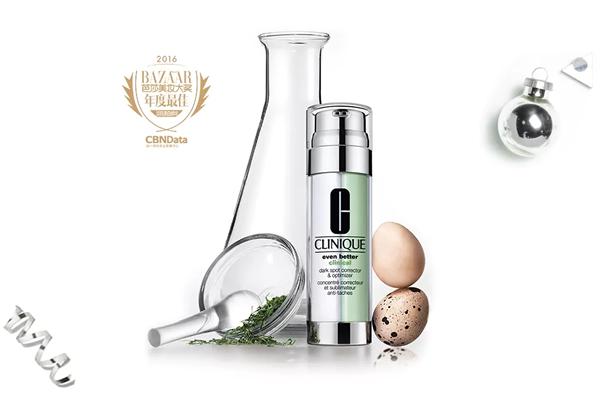 2016
BAZAAR
芭莎美妆大奖
年度最佳
CBNData
C
CLINIQUE
even better
clinical
dark spot corrector
& optimizer
concentré correcteur
et sublimateur
anti-taches